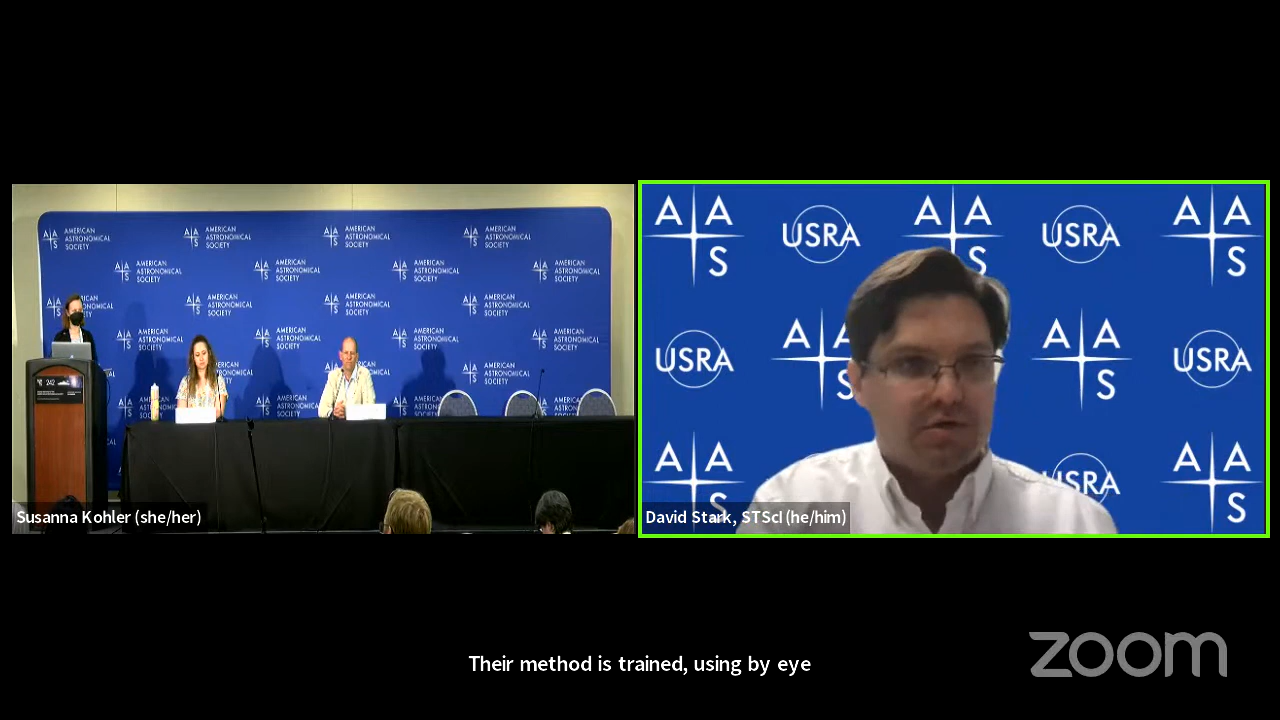 AMERICAN
ASTRONOMICAL
SOCIETY
242
Susanna Kohler (she/her)
A A
S
USRA
David Stark, STScI (he/him)
Their method is trained, using by eye
zoom